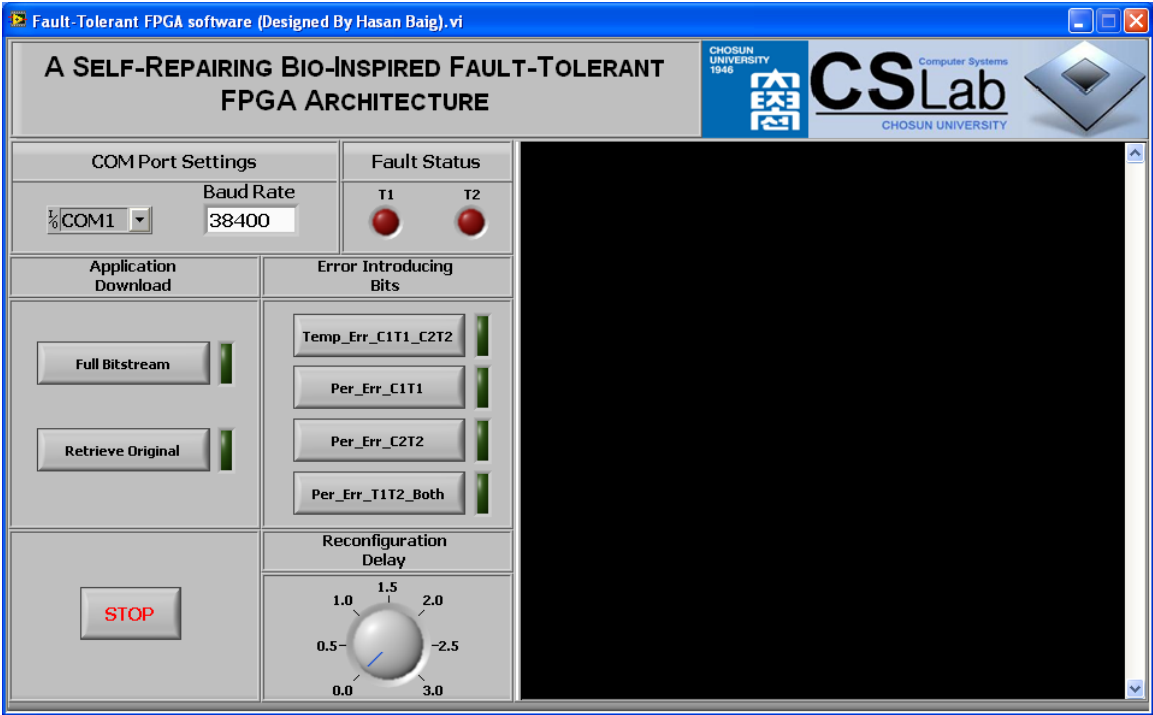 Fault-Tolerant FPGA software (Designed By Hasan Baig).vi
A SELF-REPAIRING BIO-INSPIRED FAULT-TOLERANT
FPGA ARCHITECTURE
CHOSUN
UNIVERSITY
1946
CSLab
Computer Systems
CHOSUN UNIVERSITY
COM Port Settings
Fault Status
Baud Rate
T1
T2
I/O COM1
38400
Application
Download
Error Introducing
Bits
Full Bitstream
Retrieve Original
Temp_Err_C1T1_C2T2
Per_Err_C1T1
Per_Err_C2T2
Per_Err_T1T2_Both
STOP
Reconfiguration
Delay
0.0
0.5
1.0
1.5
2.0
2.5
3.0